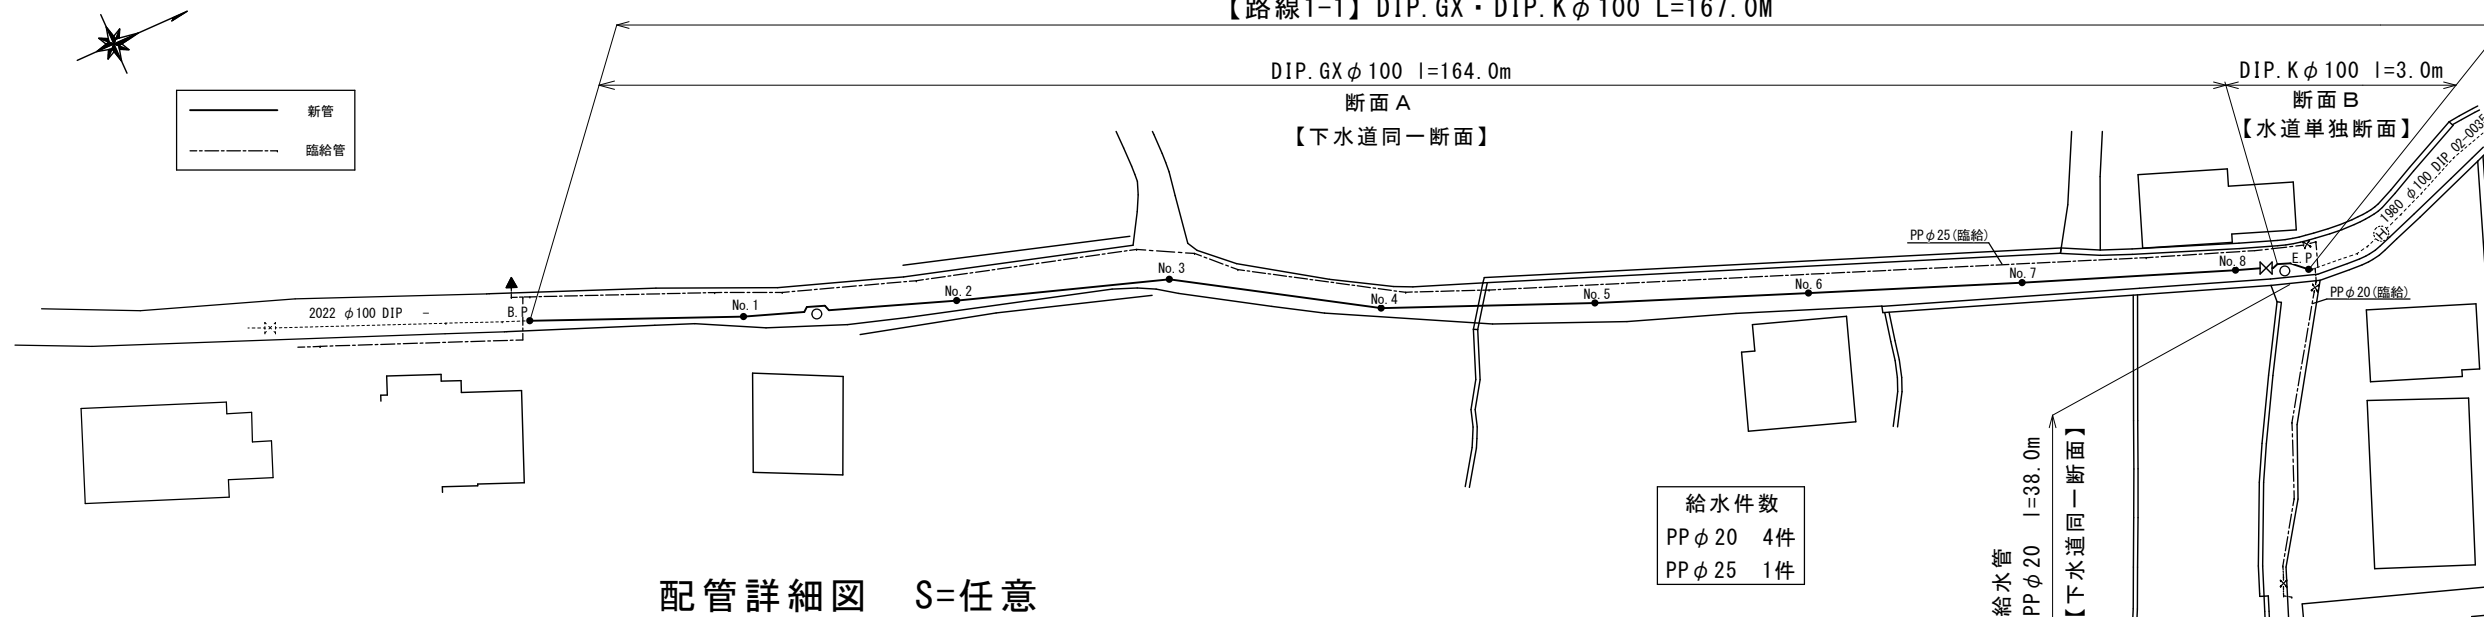 【路線1-1】DIP.GX・DIP.Kφ100 L=167.0M
DIP.GXφ100 l=164.0m
DIP.Kφ100 l=3.0m
断面A
断面B
【下水道同一断面】
【水道単独断面】
新管
臨給管
1980 φ100 DIP 02-0035
PPφ25(臨給)
2022 φ100 DIP -
B.P
No.1
No.2
No.3
No.4
No.5
No.6
No.7
No.8
E.P
PPφ20(臨給)
給水件数
PPφ20 4件
PPφ25 1件
給水管
PPφ20 l=38.0m
【下水道同一断面】
配管詳細図 S=任意